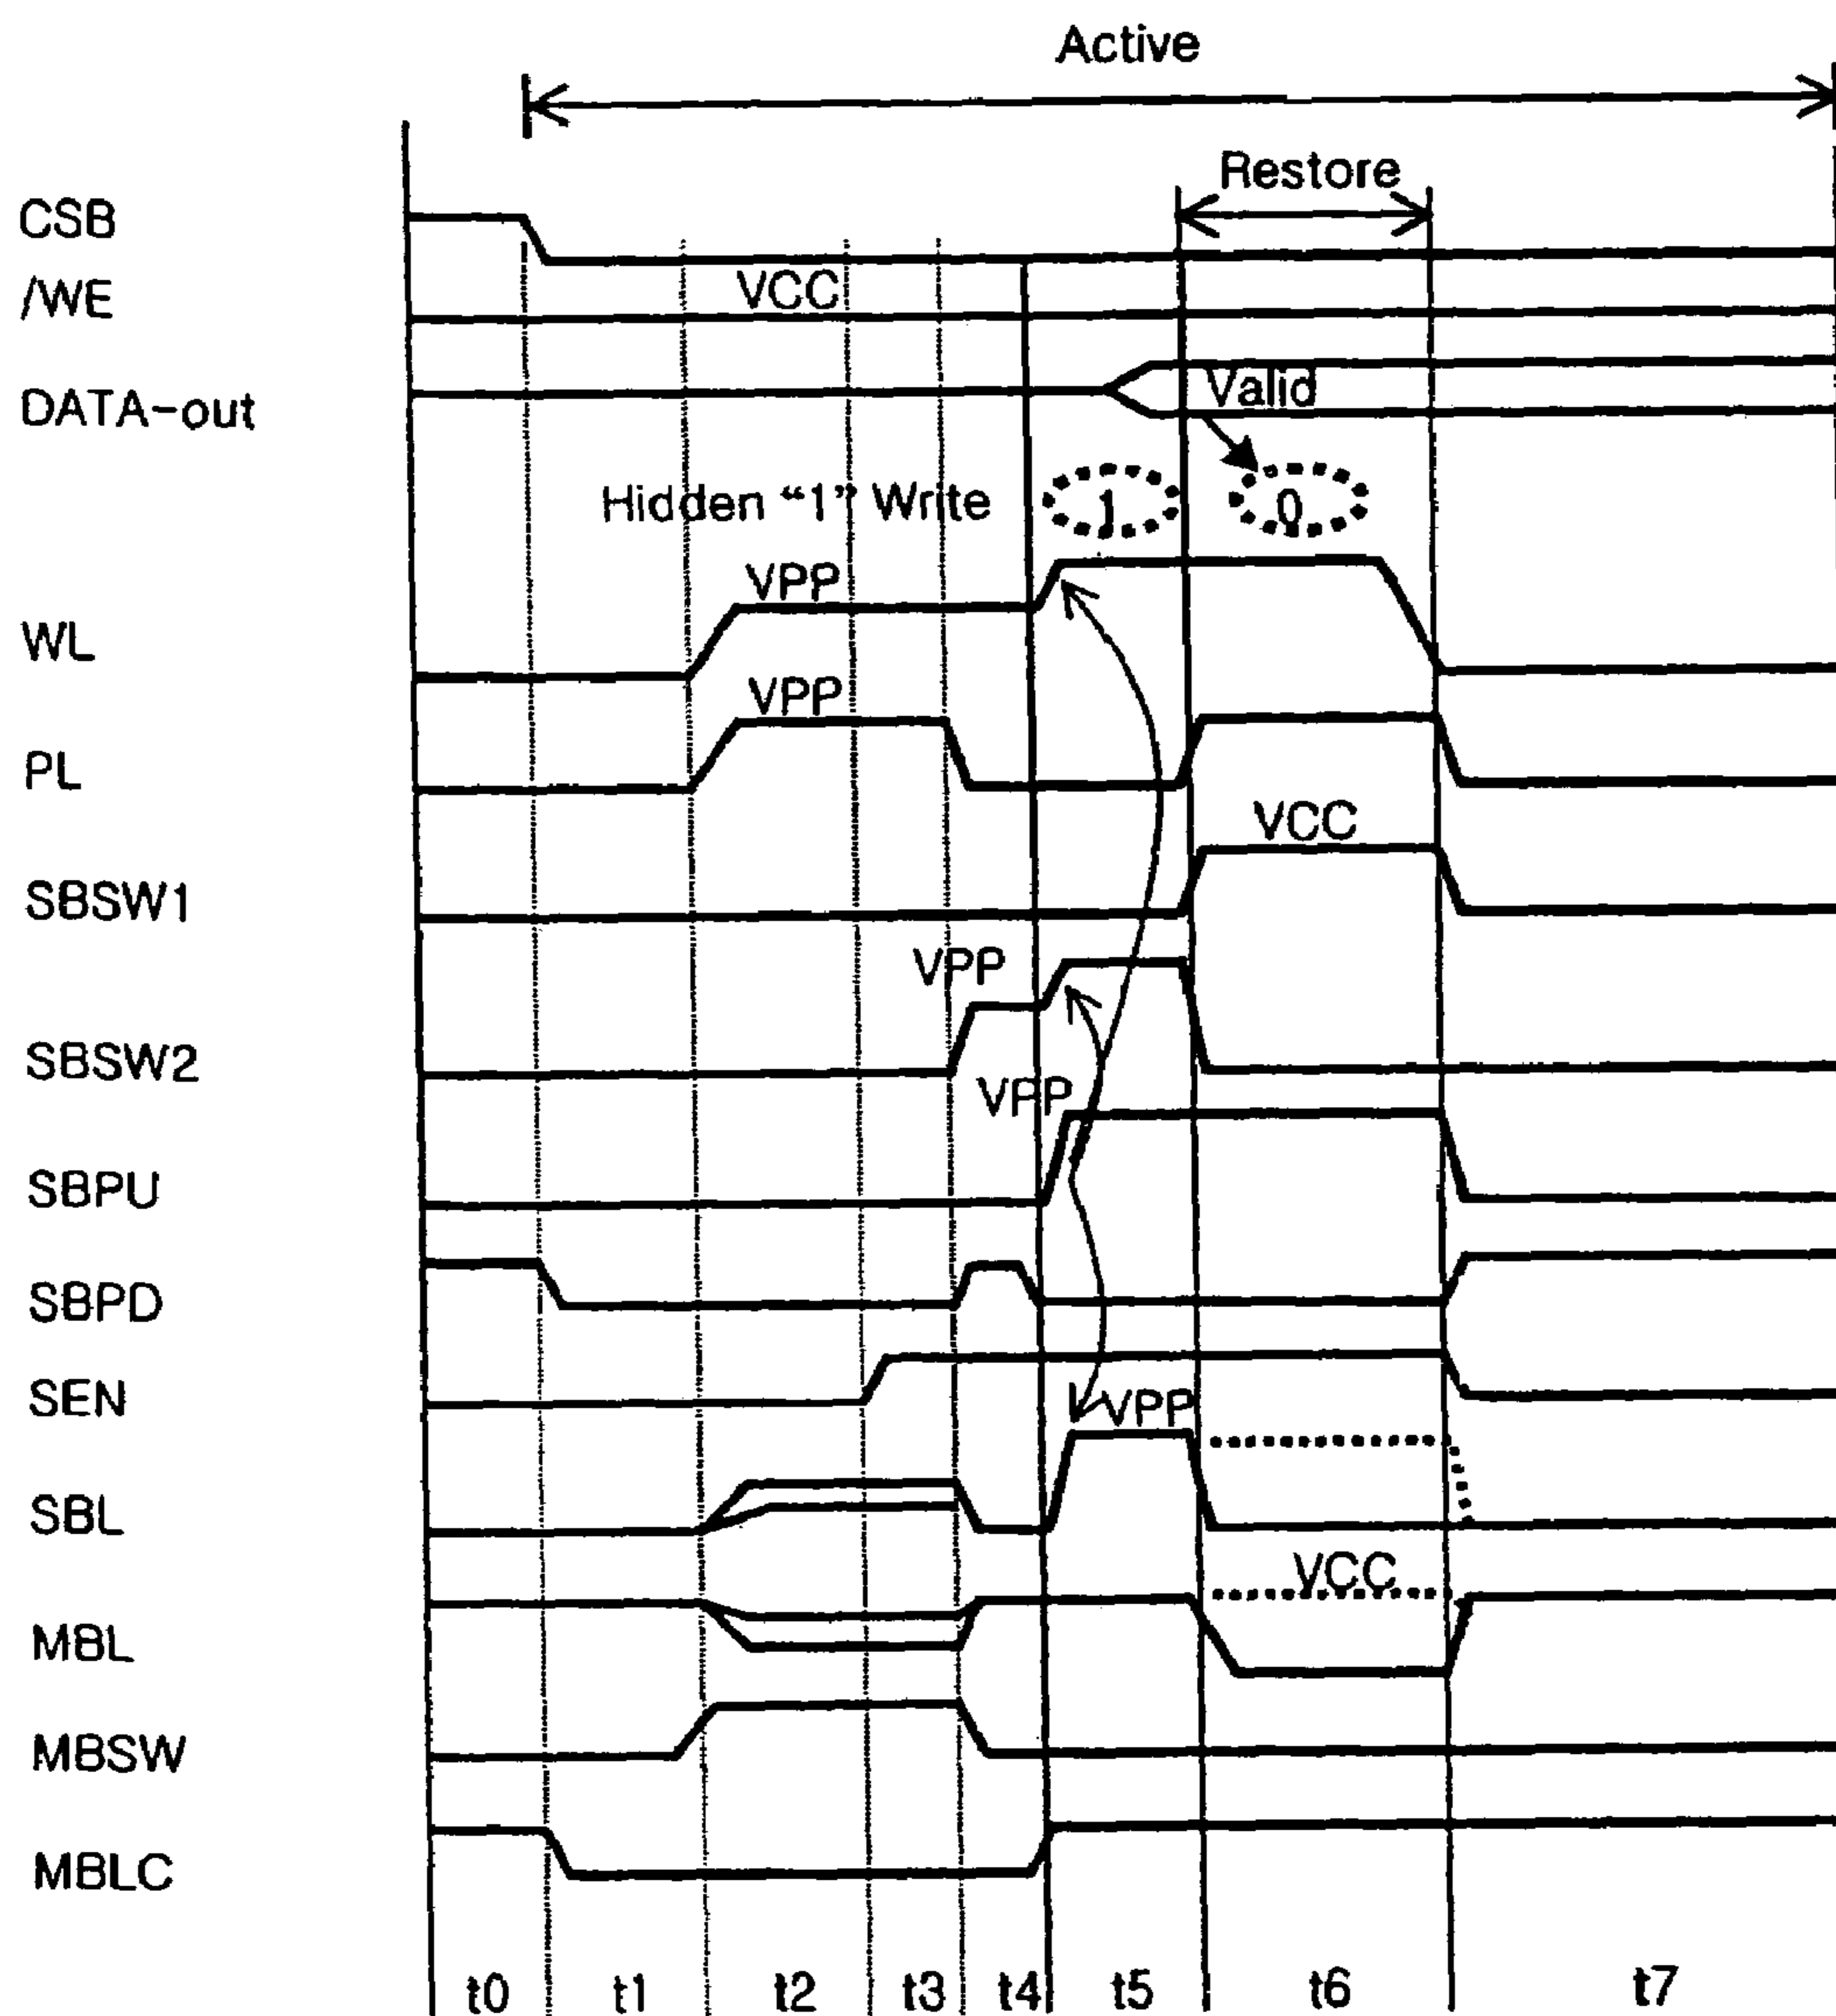 Active
Restore
CSB
/WE
VCC
DATA-out
Valid
Hidden “1” Write
1
0
WL
VPP
PL
VPP
SBSW1
VCC
SBSW2
VPP
SBPU
VPP
SBPD
SEN
SBL
VPP
MBL
VCC
MBSW
MBLC
t0 t1 t2 t3 t4 t5 t6 t7